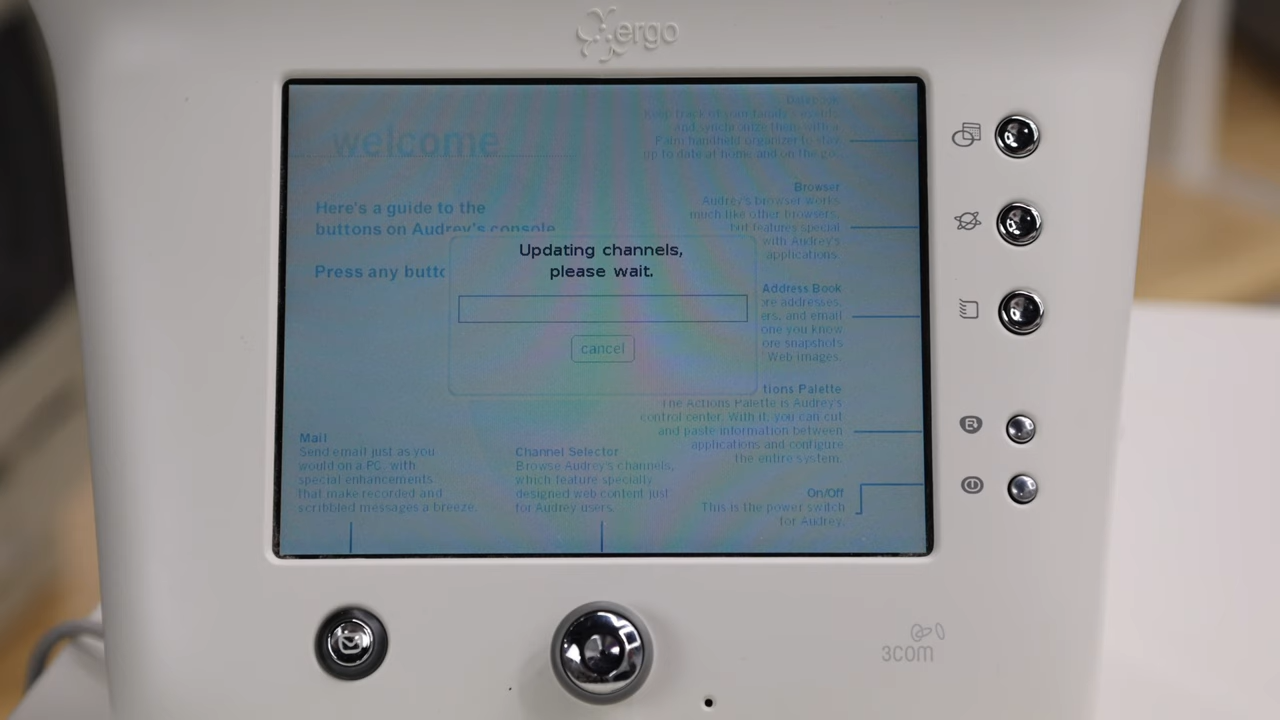 ergo
welcome
Here's a guide to the
buttons on Audrey's console
Press any butto
Updating channels,
please wait.
cancel
Datebook
Keep track of your family's
and synchronize them with a
Palm handheld organizer to stay
up to date at home and on the go.
Browser
Audrey's browser works
much like other browsers,
but features special
with Audrey's
applications.
Address Book
addresses,
and email
one you know
snapshots
Web images.
tions Palette
The Actions Palette is Audrey's
control center. With it, you can cut
and paste information between
applications and configure
the entire system.
Mail
Send email just as you
would on a PC, with
special enhancements
That make recorded and
scribbled messages a breeze.
Channel Selector
Browse Audrey's channels,
which feature specialty
designed web content just
for Audrey users.
On/Off
This is the power switch
for Audrey.
3com